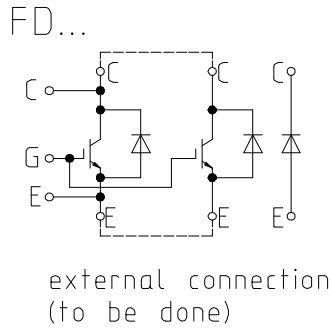 FD...
C C C
C
G
E
E E E
external connection
(to be done)